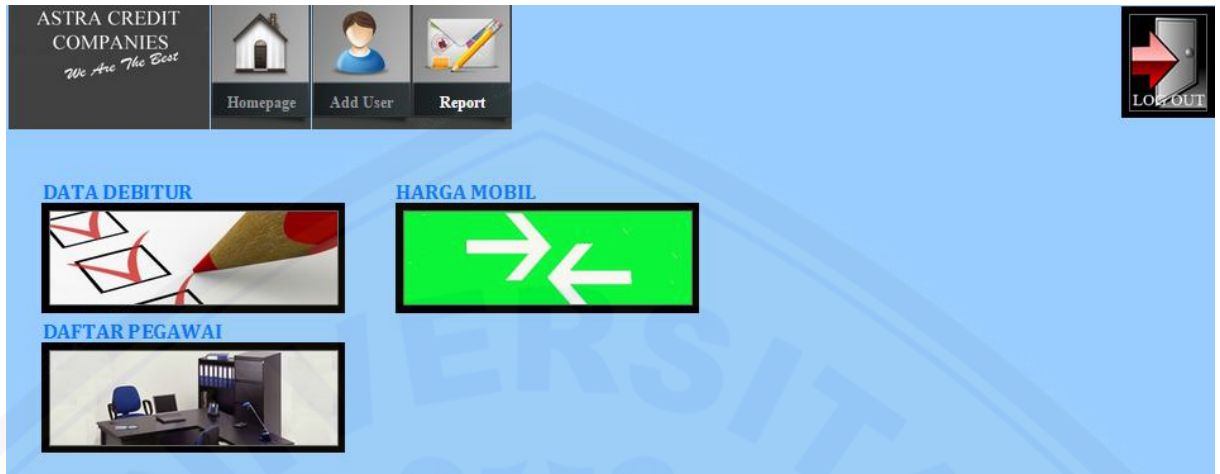 ASTRA CREDIT
COMPANIES
We Are The Best
Homepage
Add User
Report
LOG OUT
DATA DEBITUR
HARGA MOBIL
DAFTAR PEGAWAI